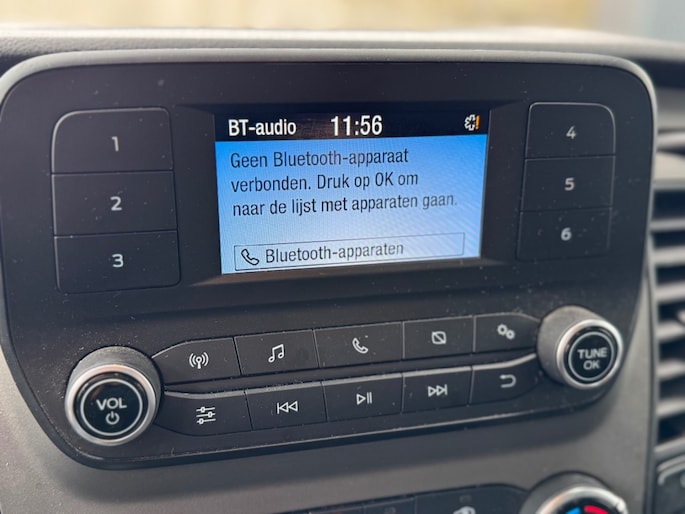 BT-audio 11:56
Geen Bluetooth-apparaat
verbonden. Druk op OK om
naar de lijst met apparaten gaan.
Bluetooth-apparaten
1
2
3
4
5
6
VOL
TUNE
OK